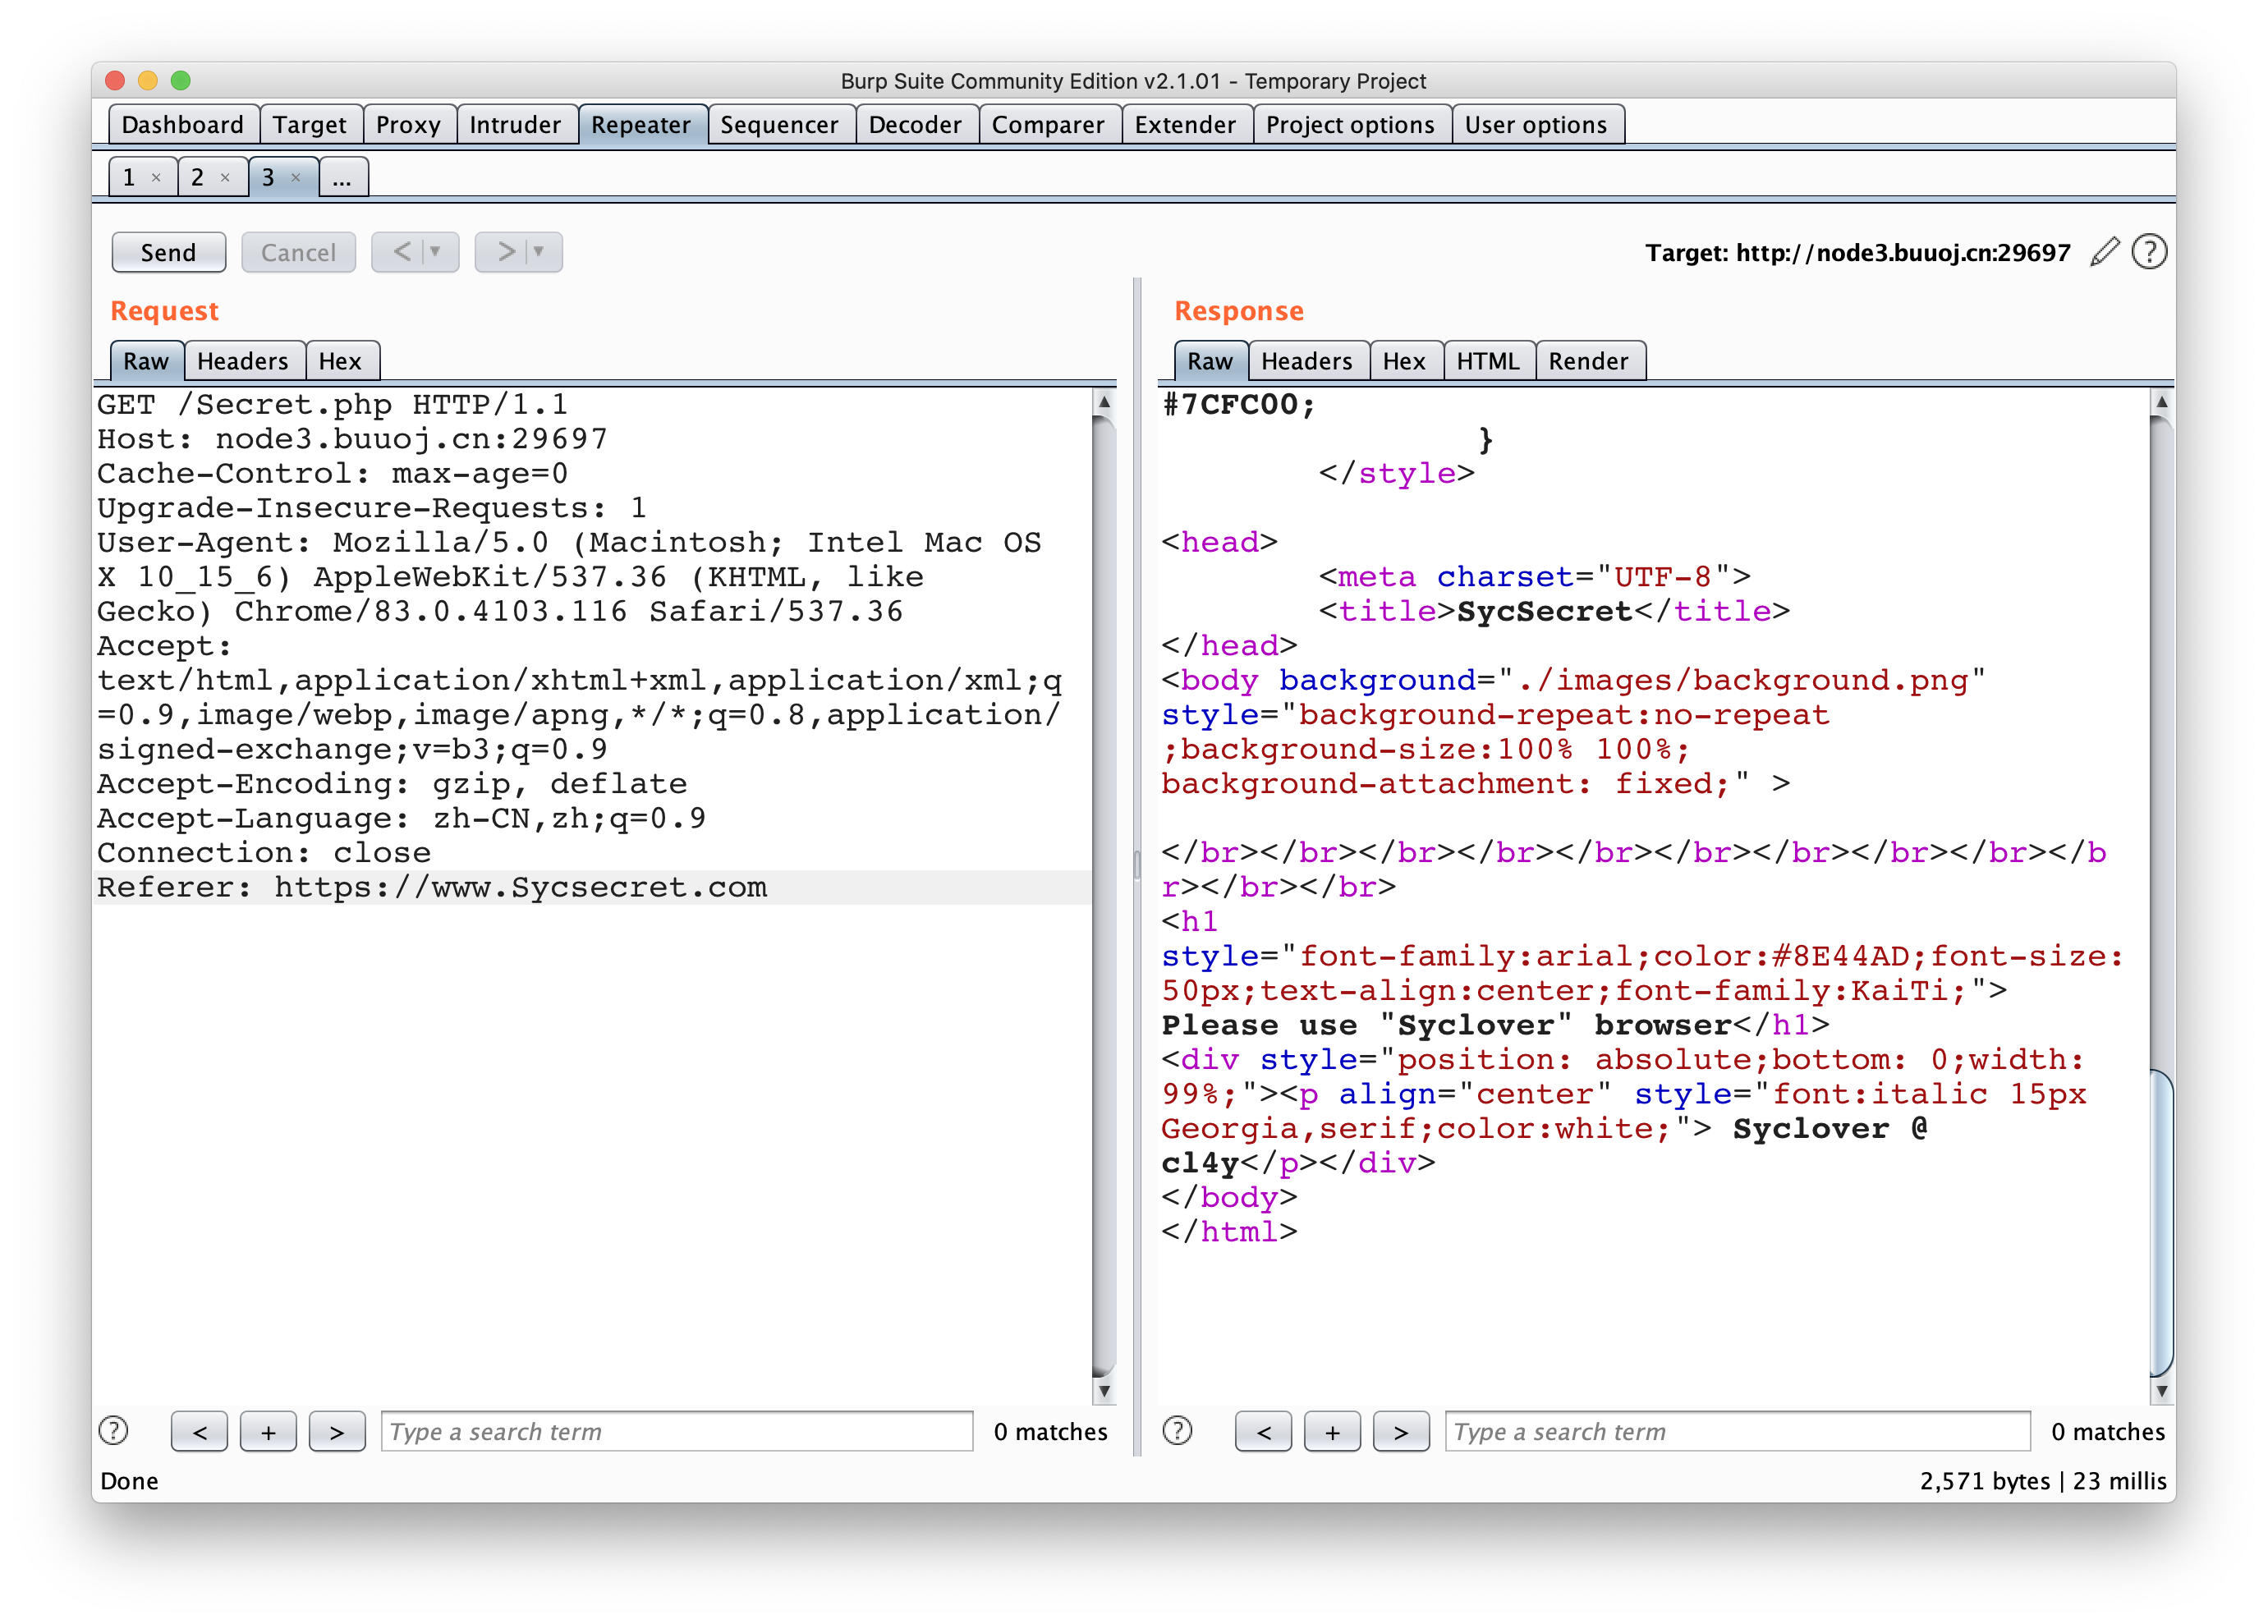 Burp Suite Community Edition v2.1.01 - Temporary Project
Dashboard Target Proxy Intruder Repeater Sequencer Decoder Comparer Extender Project options User options
1 × 2 × 3 × ...
Send Cancel < > Target: http://node3.buuoj.cn:29697 ?
Request
Raw Headers Hex
GET /Secret.php HTTP/1.1
Host: node3.buuoj.cn:29697
Cache-Control: max-age=0
Upgrade-Insecure-Requests: 1
User-Agent: Mozilla/5.0 (Macintosh; Intel Mac OS
X 10_15_6) AppleWebKit/537.36 (KHTML, like
Gecko) Chrome/83.0.4103.116 Safari/537.36
Accept:
text/html,application/xhtml+xml,application/xml;q
=0.9,image/webp,image/apng,*/*;q=0.8,application/
signed-exchange;v=b3;q=0.9
Accept-Encoding: gzip, deflate
Accept-Language: zh-CN,zh;q=0.9
Connection: close
Referer: https://www.Sycsecret.com
? < + > Type a search term 0 matches
Response
Raw Headers Hex HTML Render
#7CFC00;
}
</style>
<head>
<meta charset="UTF-8">
<title>SycSecret</title>
</head>
<body background="./images/background.png"
style="background-repeat:no-repeat
;background-size:100% 100%;
background-attachment: fixed;" >
</br></br></br></br></br></br></br></br></br></b
r></br></br>
<h1
style="font-family:arial;color:#8E44AD;font-size:
50px;text-align:center;font-family:KaiTi;">
Please use "Syclover" browser</h1>
<div style="position: absolute;bottom: 0;width:
99%;"><p align="center" style="font:italic 15px
Georgia,serif;color:white;"> Syclover @
cl4y</p></div>
</body>
</html>
? < + > Type a search term 0 matches
Done
2,571 bytes | 23 millis